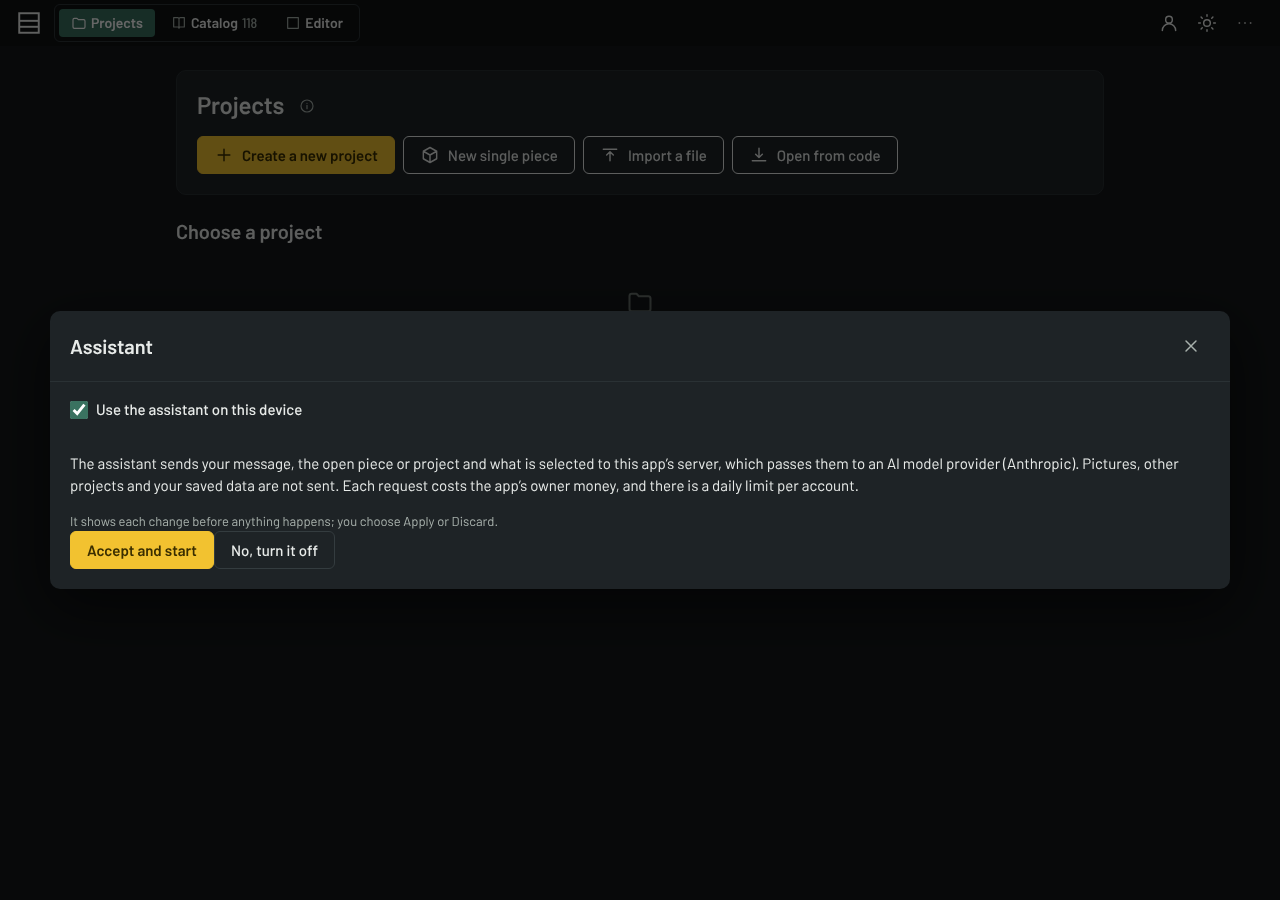 Projects
Catalog 118
Editor
...
Projects
Create a new project
New single piece
Import a file
Open from code
Choose a project
Assistant
Use the assistant on this device
The assistant sends your message, the open piece or project and what is selected to this app’s server, which passes them to an AI model provider (Anthropic). Pictures, other
projects and your saved data are not sent. Each request costs the app’s owner money, and there is a daily limit per account.
It shows each change before anything happens; you choose Apply or Discard.
Accept and start
No, turn it off